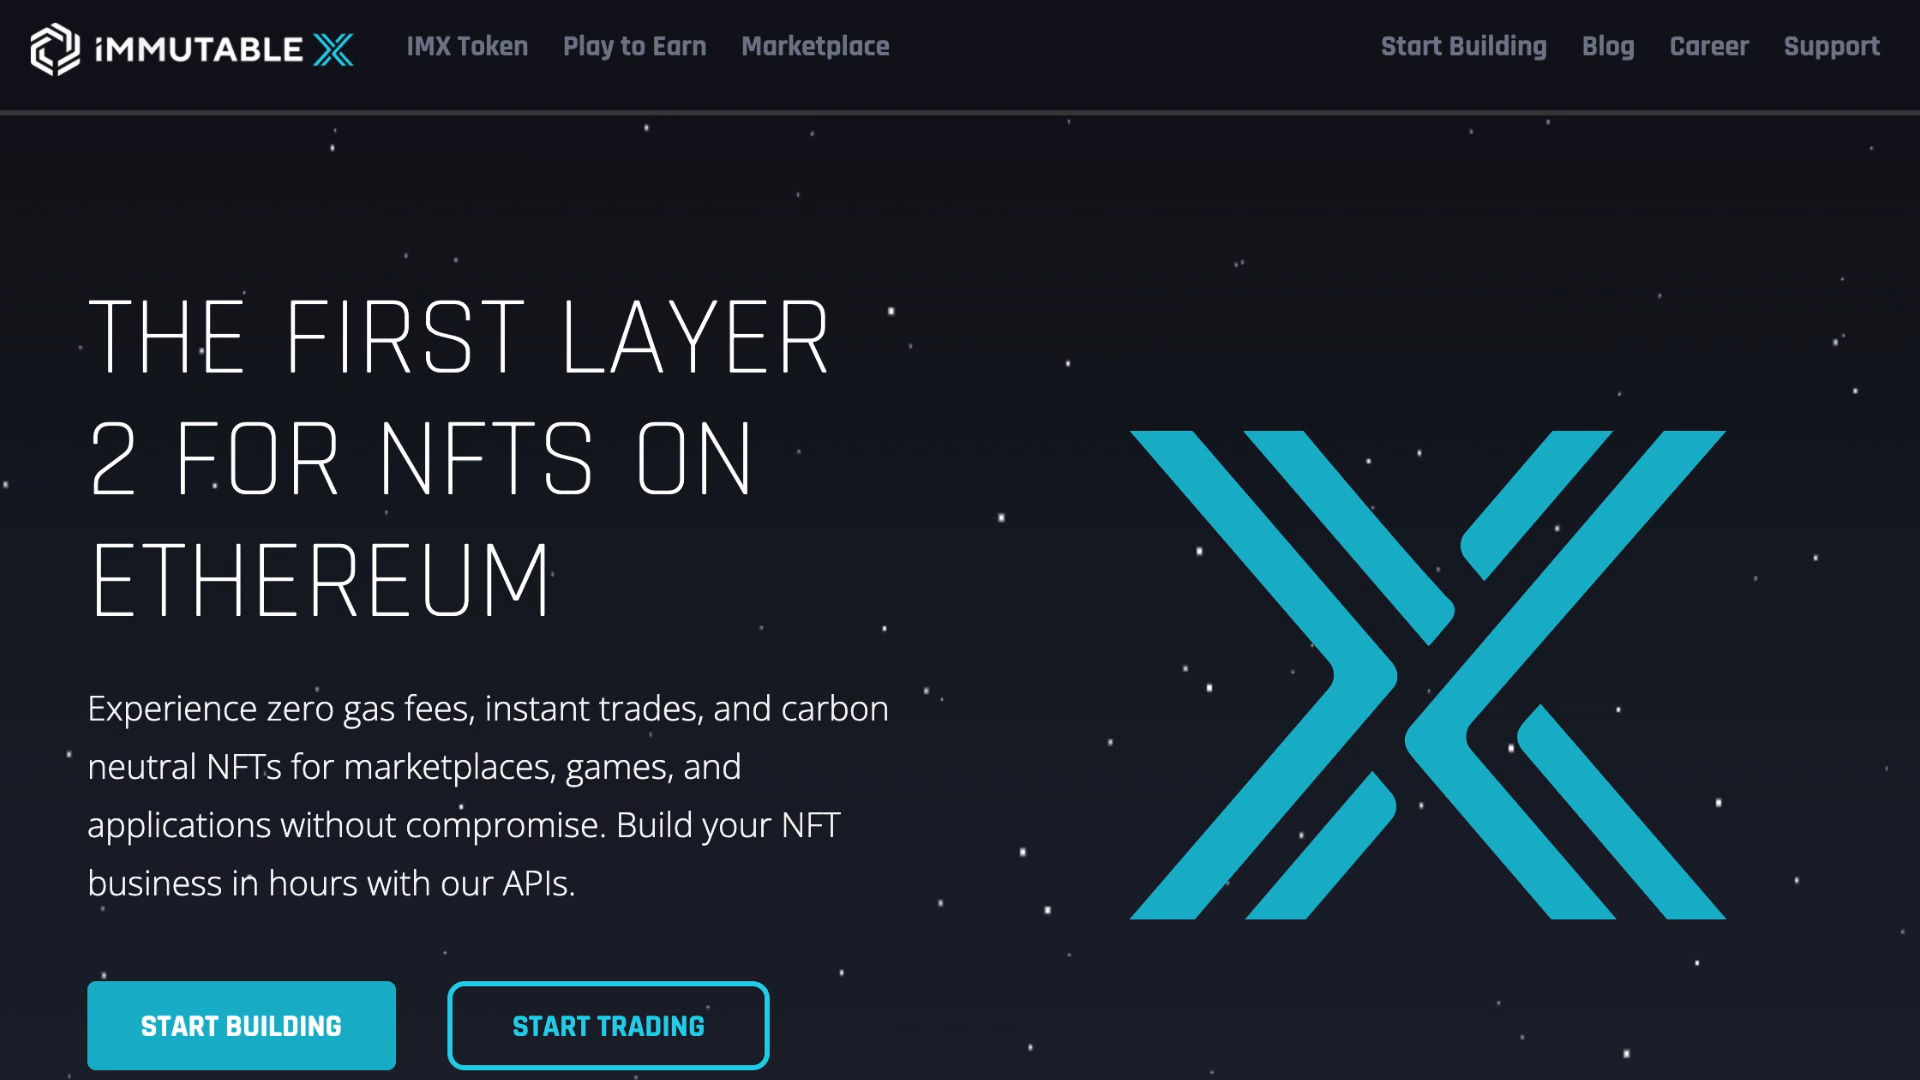 iMMUTABLE X
IMX Token
Play to Earn
Marketplace
Start Building
Blog
Career
Support
THE FIRST LAYER
2 FOR NFTS ON
ETHEREUM
Experience zero gas fees, instant trades, and carbon
neutral NFTs for marketplaces, games, and
applications without compromise. Build your NFT
business in hours with our APIs.
START BUILDING
START TRADING